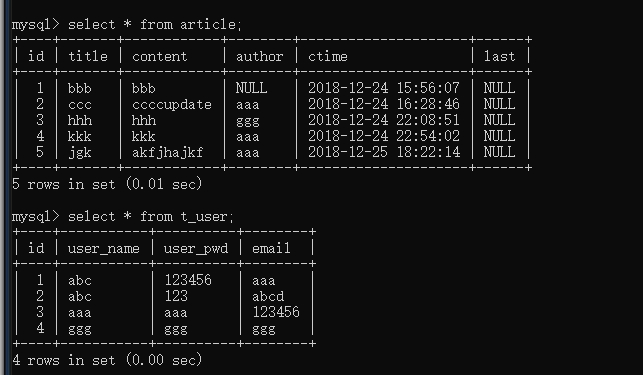 mysql> select * from article;
+----+-------+------------+--------+---------------------+------+
| id | title | content    | author | ctime               | last |
+----+-------+------------+--------+---------------------+------+
|  1 | bbb   | bbb        | NULL   | 2018-12-24 15:56:07 | NULL |
|  2 | ccc   | ccccupdate | aaa    | 2018-12-24 16:28:46 | NULL |
|  3 | hhh   | hhh        | ggg    | 2018-12-24 22:08:51 | NULL |
|  4 | kkk   | kkk        | aaa    | 2018-12-24 22:54:02 | NULL |
|  5 | jgk   | akfjhajkf  | aaa    | 2018-12-25 18:22:14 | NULL |
+----+-------+------------+--------+---------------------+------+
5 rows in set (0.01 sec)
mysql> select * from t_user;
+----+-----------+----------+--------+
| id | user_name | user_pwd | email  |
+----+-----------+----------+--------+
|  1 | abc       | 123456   | aaa    |
|  2 | abc       | 123      | abcd   |
|  3 | aaa       | aaa      | 123456 |
|  4 | ggg       | ggg      | ggg    |
+----+-----------+----------+--------+
4 rows in set (0.00 sec)